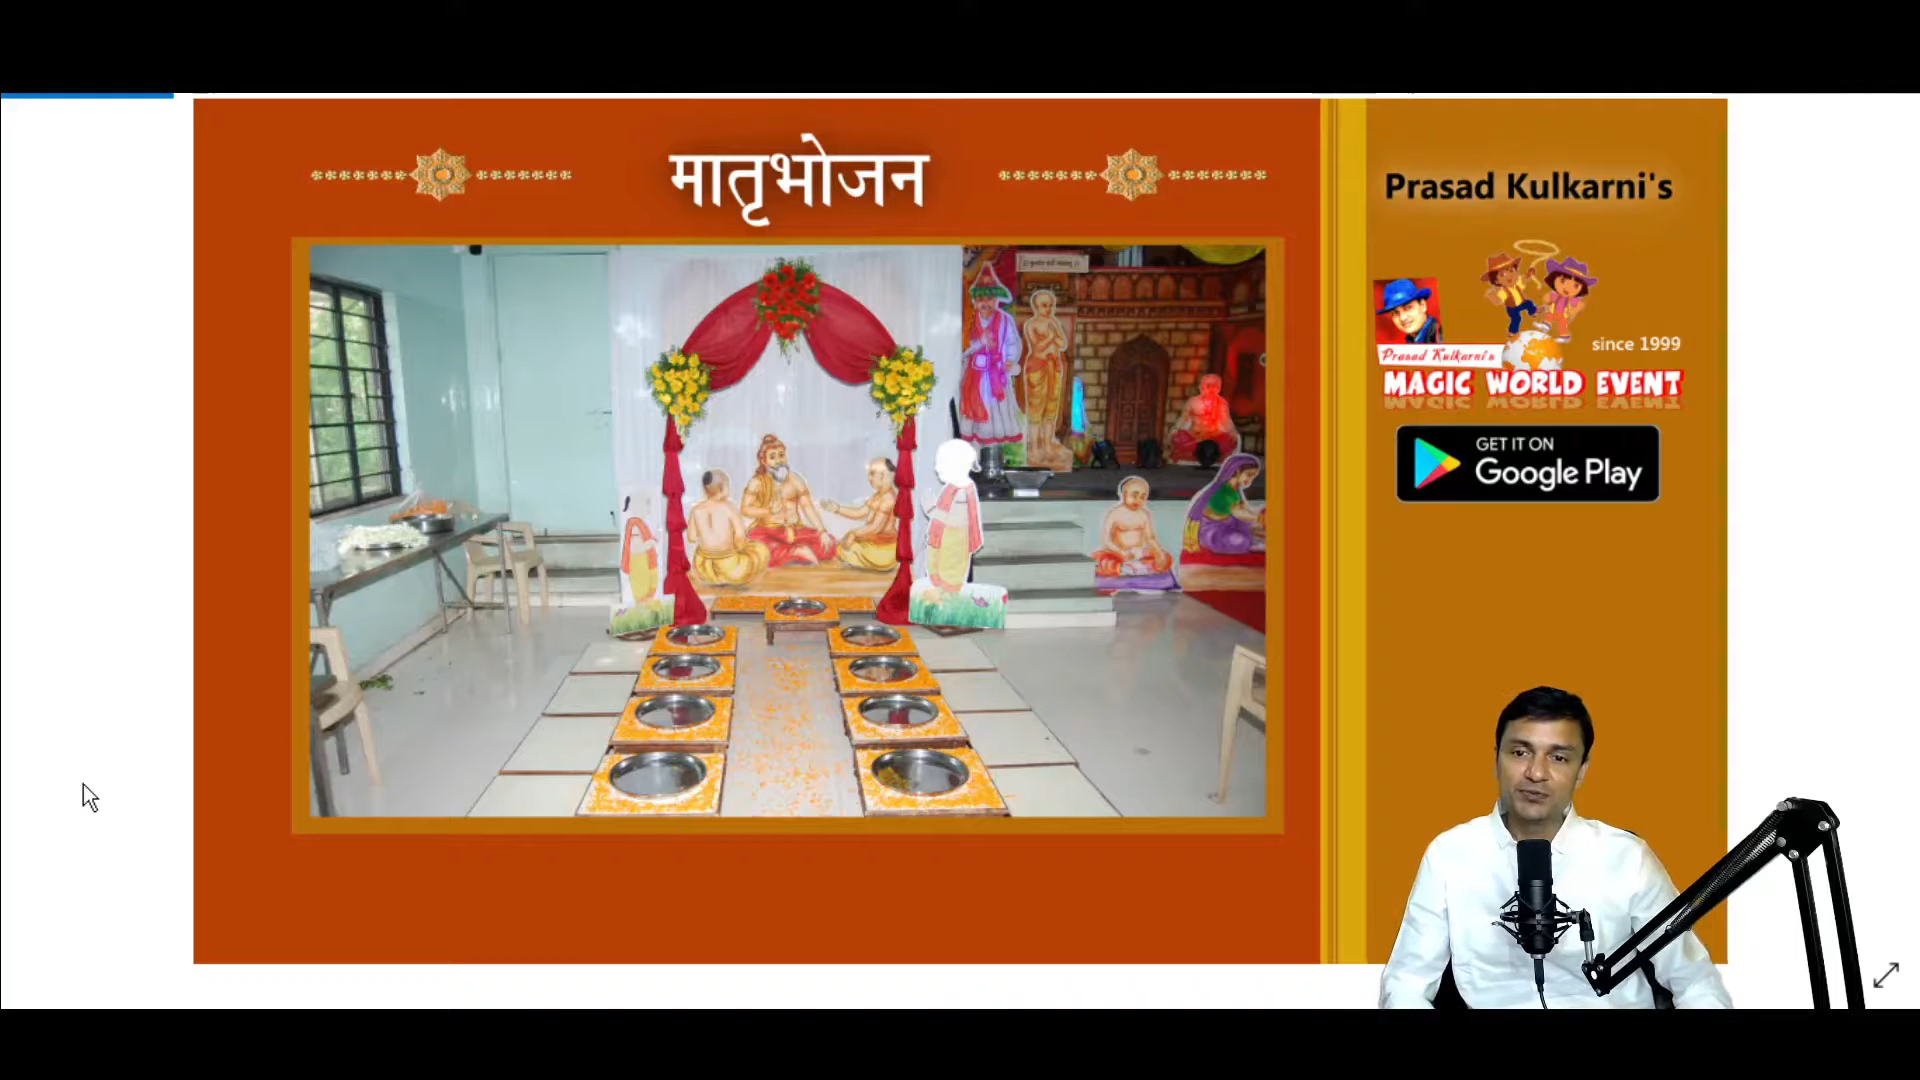 मातृभोजन
Prasad Kulkarni's
since 1999
Prasad Kulkarni's
MAGIC WORLD EVENT
GET IT ON
Google Play